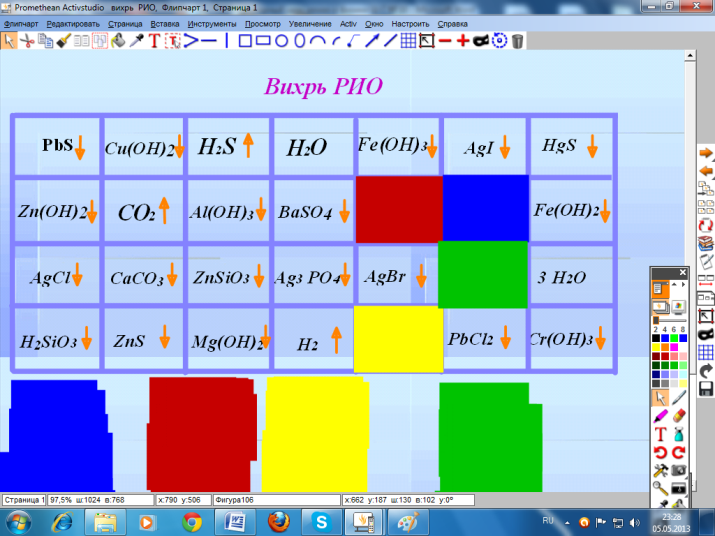 Promethean Activstudio вихрь РИО, Флипчарт 1, Страница 1
Флипчарт Редактировать Страница Вставка Инструменты Просмотр Увеличение Activ Окно Настроить Справка
Вихрь РИО
PbS↓ Cu(OH)2↓ H2S↑ H2O Fe(OH)3↓ AgI↓ HgS↓
Zn(OH)2↓ CO2↑ Al(OH)3↓ BaSO4↓ Fe(OH)2↓
AgCl↓ CaCO3↓ ZnSiO3↓ Ag3 PO4↓ AgBr↓ 3 H2O
H2SiO3↓ ZnS↓ Mg(OH)2↓ H2↑ PbCl2↓ Cr(OH)3↓
2 4 6 8
Страница 1 97,5% ш:1024 в:768 x:790 y:506 Фигура106 x:662 y:187 ш:130 в:102 у:0°
RU 23:28
05.05.2013